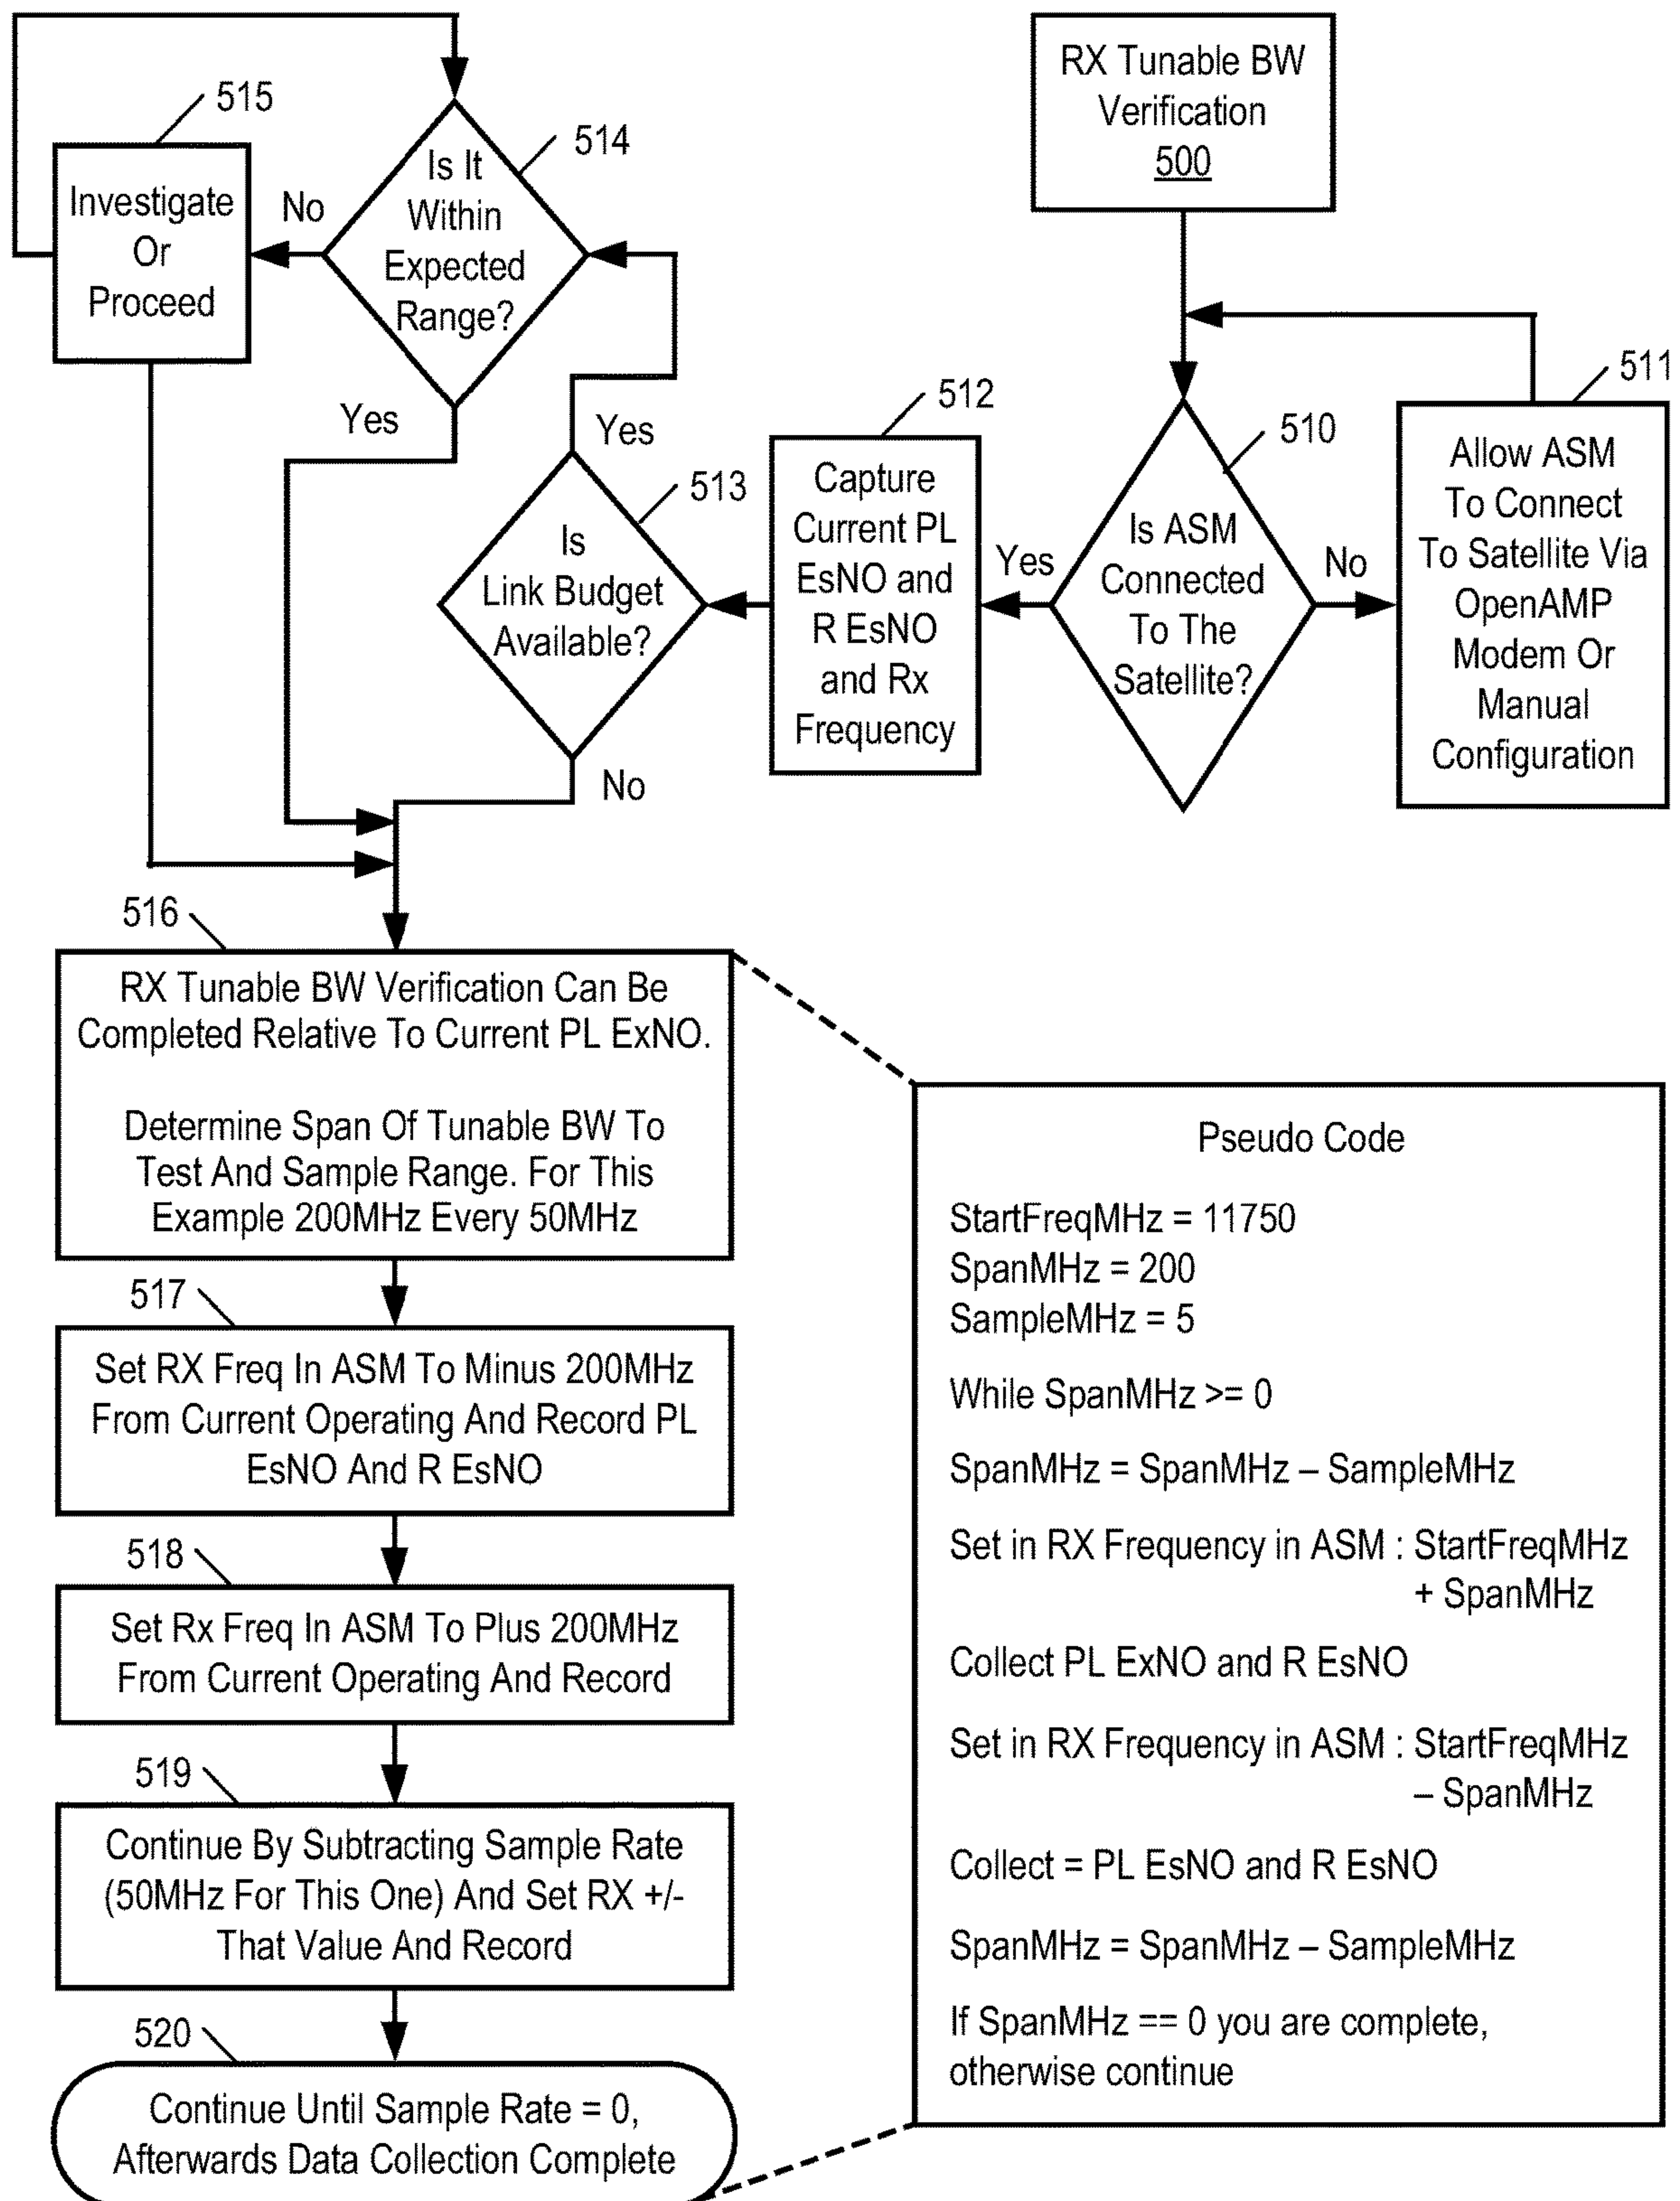 RX Tunable BW
Verification
500
510
Is ASM
Connected
To The
Satellite?
No
511
Allow ASM
To Connect
To Satellite Via
OpenAMP
Modem Or
Manual
Configuration
Yes
512
Capture
Current PL
EsNO and
R EsNO
and Rx
Frequency
513
Is
Link Budget
Available?
Yes
No
514
Is It
Within
Expected
Range?
No
Yes
515
Investigate
Or
Proceed
516
RX Tunable BW Verification Can Be
Completed Relative To Current PL ExNO.
Determine Span Of Tunable BW To
Test And Sample Range. For This
Example 200MHz Every 50MHz
517
Set RX Freq In ASM To Minus 200MHz
From Current Operating And Record PL
EsNO And R EsNO
518
Set Rx Freq In ASM To Plus 200MHz
From Current Operating And Record
519
Continue By Subtracting Sample Rate
(50MHz For This One) And Set RX +/-
That Value And Record
520
Continue Until Sample Rate = 0,
Afterwards Data Collection Complete
Pseudo Code
StartFreqMHz = 11750
SpanMHz = 200
SampleMHz = 5
While SpanMHz >= 0
SpanMHz = SpanMHz – SampleMHz
Set in RX Frequency in ASM : StartFreqMHz
+ SpanMHz
Collect PL ExNO and R EsNO
Set in RX Frequency in ASM : StartFreqMHz
– SpanMHz
Collect = PL EsNO and R EsNO
SpanMHz = SpanMHz – SampleMHz
If SpanMHz == 0 you are complete,
otherwise continue